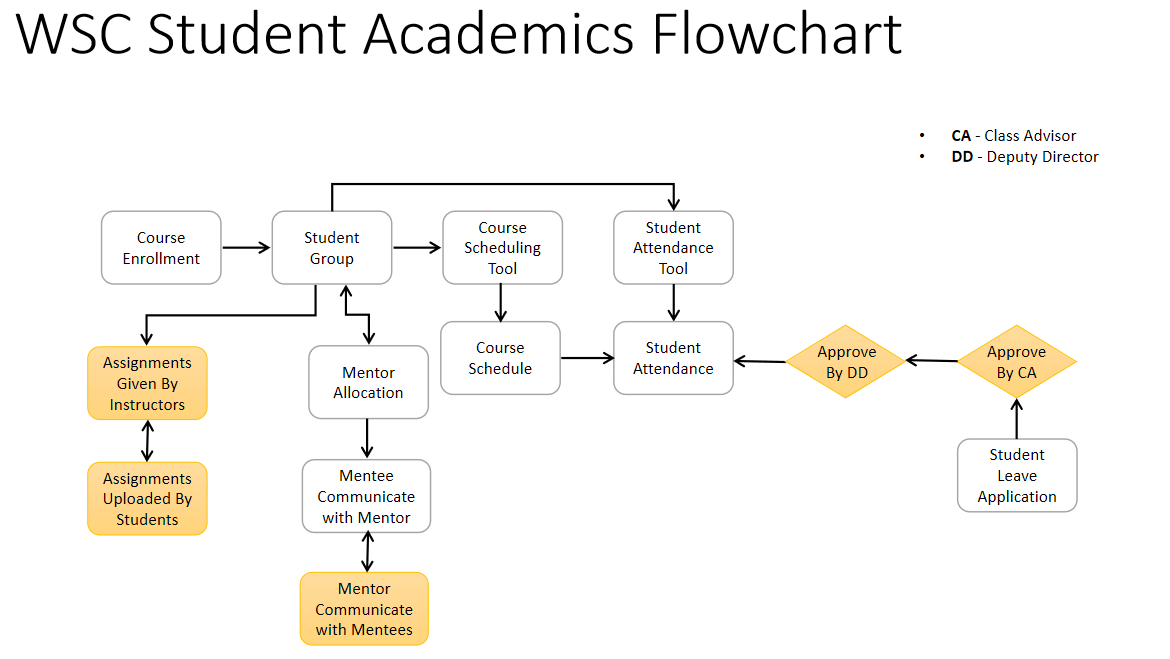 WSC Student Academics Flowchart
• CA - Class Advisor
• DD - Deputy Director
Course
Enrollment
Student
Group
Course
Scheduling
Tool
Student
Attendance
Tool
Assignments
Given By
Instructors
Mentor
Allocation
Course
Schedule
Student
Attendance
Approve
By DD
Approve
By CA
Assignments
Uploaded By
Students
Mentee
Communicate
with Mentor
Student
Leave
Application
Mentor
Communicate
with Mentees